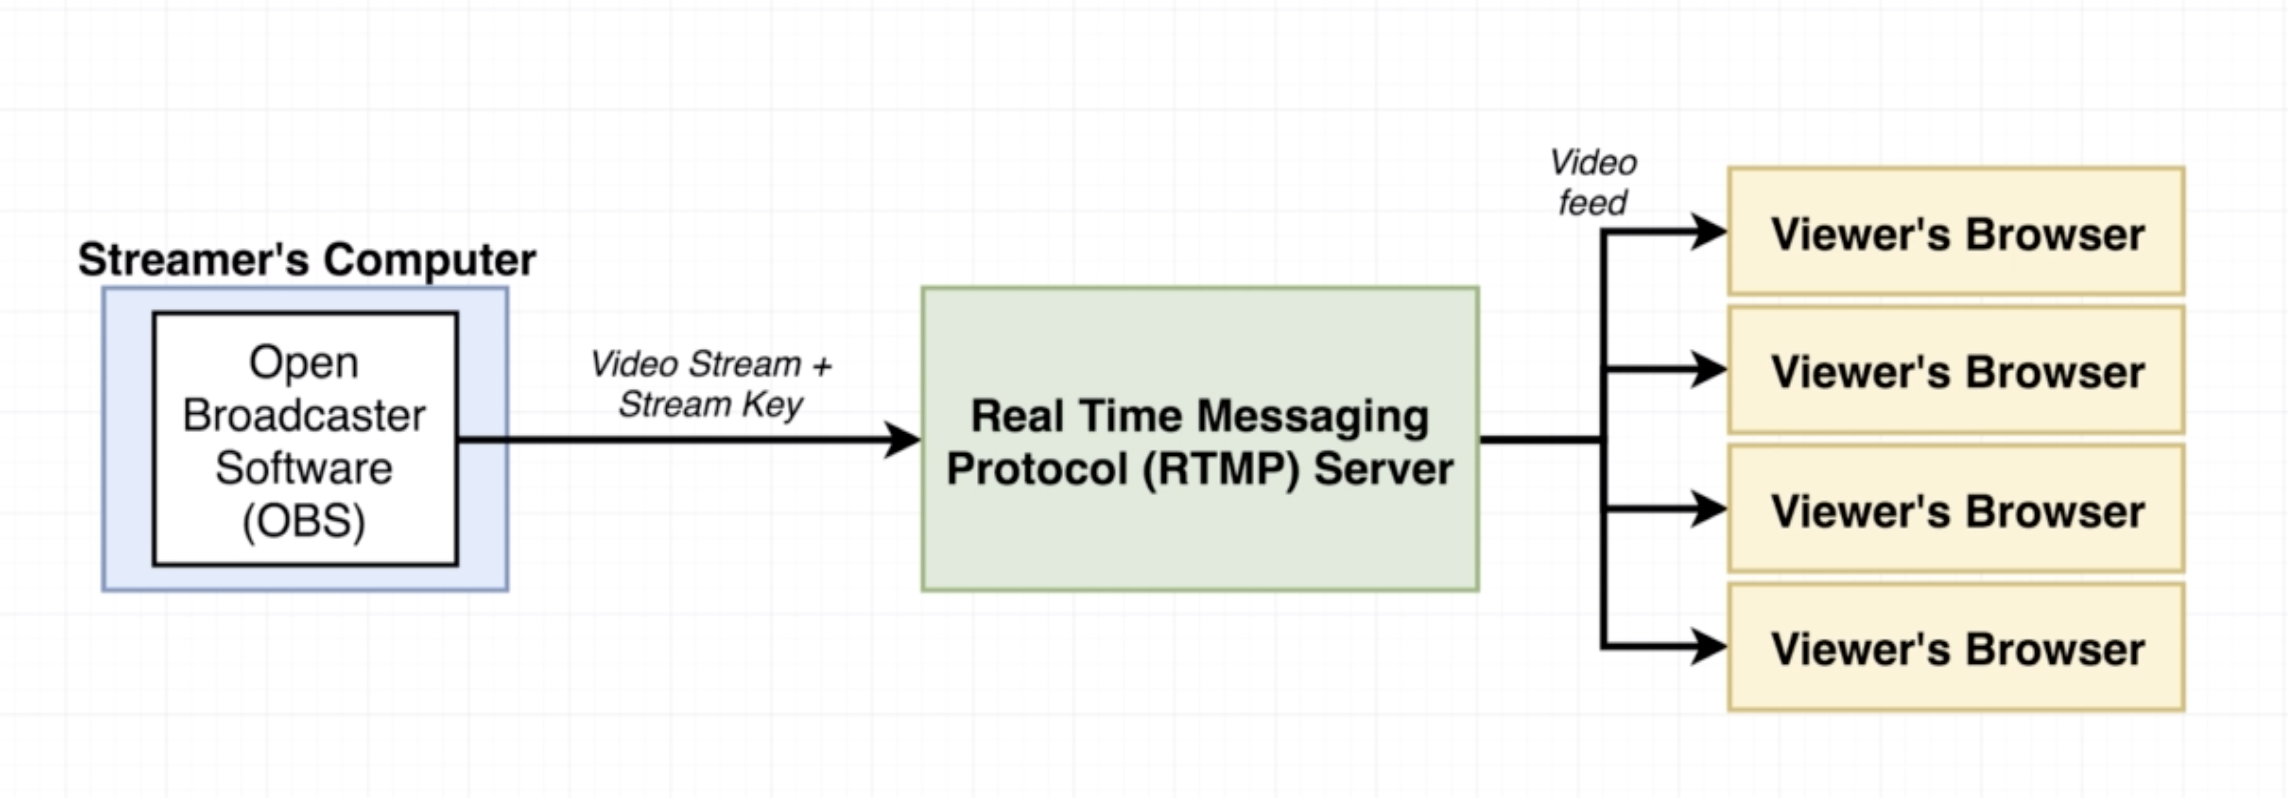 Streamer's Computer
Open
Broadcaster
Software
(OBS)
Video Stream +
Stream Key
Real Time Messaging
Protocol (RTMP) Server
Video
feed
Viewer's Browser
Viewer's Browser
Viewer's Browser
Viewer's Browser